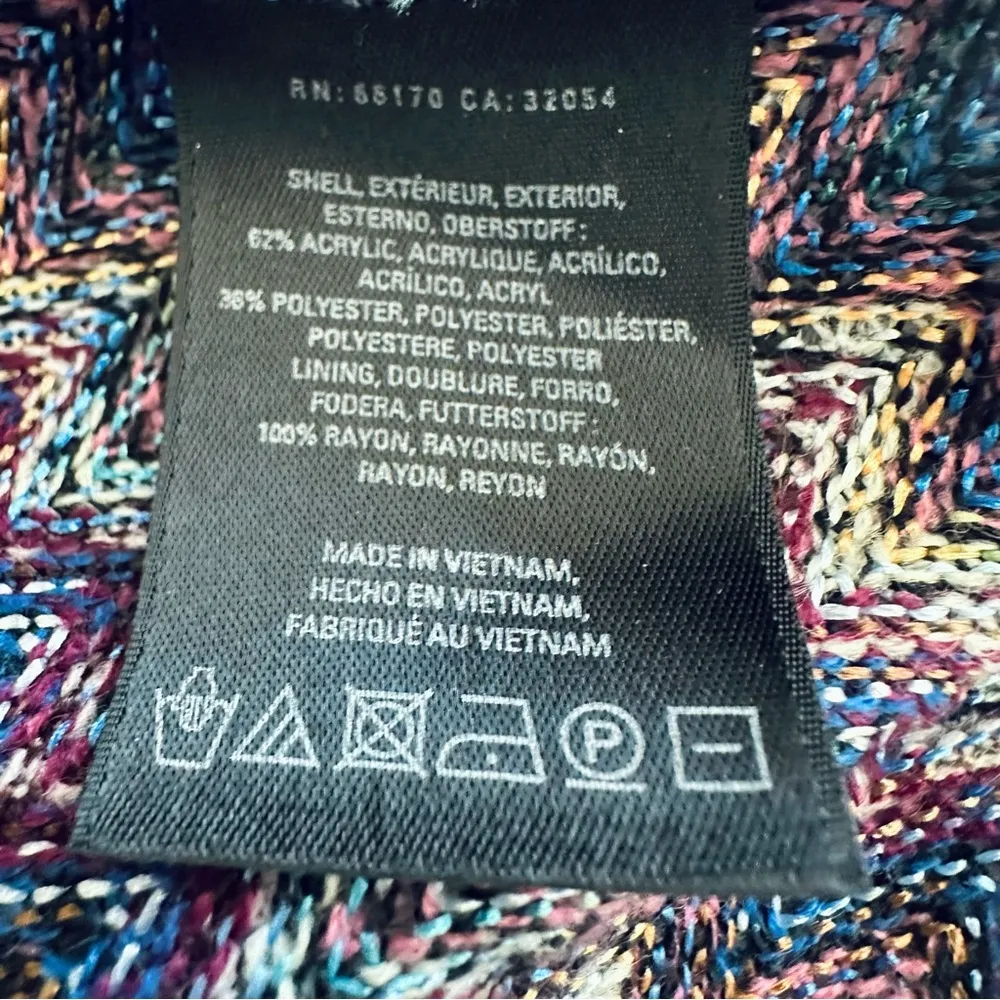 RN: 66170 CA: 32054
SHELL, EXTÉRIEUR, EXTERIOR,
ESTERNO, OBERSTOFF:
62% ACRYLIC, ACRYLIQUE, ACRÍLICO,
ACRÍLICO, ACRYL
38% POLYESTER, POLYESTER, POLIÉSTER,
POLYESTERE, POLYESTER
LINING, DOUBLURE, FORRO,
FODERA, FUTTERSTOFF:
100% RAYON, RAYONNE, RAYÓN,
RAYON, REYON
MADE IN VIETNAM,
HECHO EN VIETNAM,
FABRIQUÉ AU VIETNAM
P